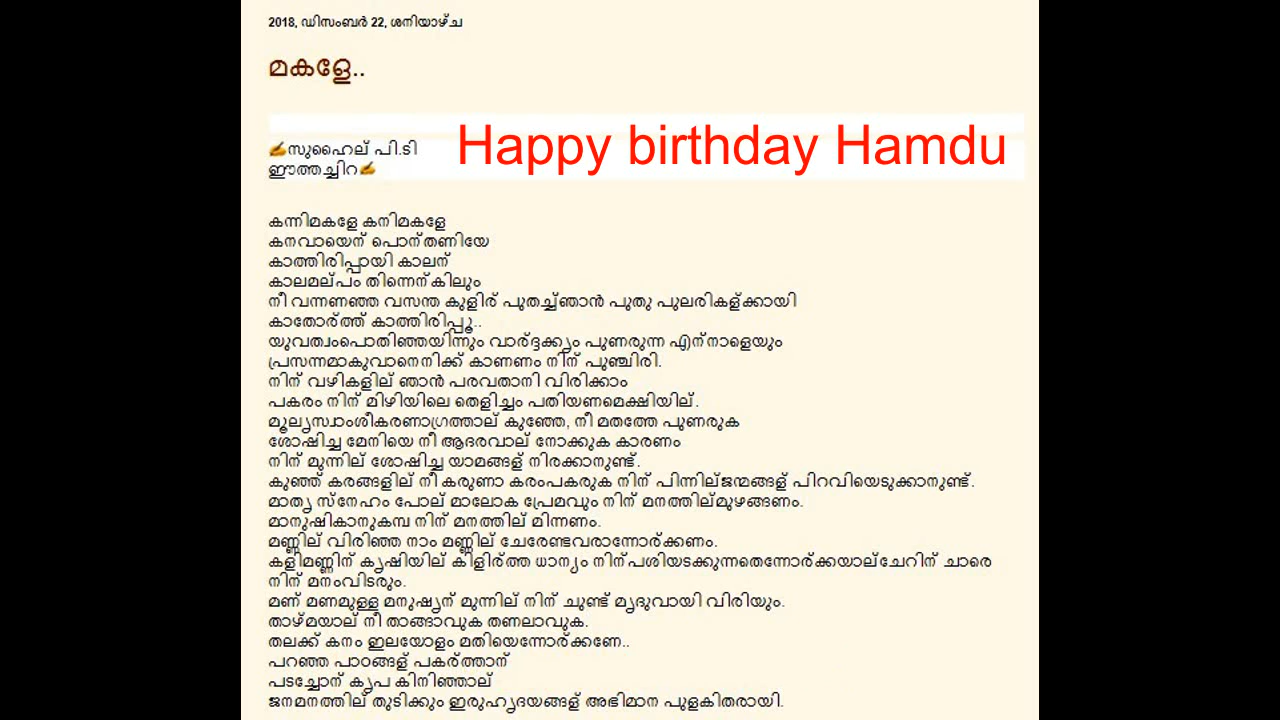 2018, ഡിസംബർ 22, ശനിയാഴ്‌ച
മകളേ..
Happy birthday Hamdu
✍സുഹൈല് പി.ടി
ഈത്തച്ചിറ✍
കന്നിമകളേ കനിമകളേ
കനവായെന് പൊന്തണിയേ
കാത്തിരിപ്പായി കാലന്
കാലമല്പം തിന്നെന്കിലും
നീ വന്നണഞ്ഞ വസന്ത കുളിര് പുതച്ച്ഞാൻ പുതു പുലരികള്ക്കായി
കാതോര്ത്ത് കാത്തിരിപ്പൂ..
യുവത്വംപൊതിഞ്ഞയിന്നും വാര്ദ്ദക്ക്യം പുണരുന്ന എന്നാളെയും
പ്രസന്നമാകുവാനെനിക്ക് കാണണം നിന് പുഞ്ചിരി.
നിന് വഴികളില് ഞാൻ പരവതാനി വിരിക്കാം
പകരം നിന് മിഴിയിലെ തെളിച്ചം പതിയണമെക്ഷിയില്.
മൂല്യസ്വാംശീകരണാഗ്രത്താല് കുഞ്ഞേ, നീ മതത്തേ പുണരുക
ശോഷിച്ച മേനിയെ നീ ആദരവാല് നോക്കുക കാരണം
നിന് മുന്നില് ശോഷിച്ച യാമങ്ങള് നിരക്കാനുണ്ട്.
കുഞ്ഞ് കരങ്ങളില് നീ കരുണാ കരംപകരുക നിന് പിന്നില്ജന്മങ്ങള് പിറവിയെടുക്കാനുണ്ട്.
മാതൃ സ്നേഹം പോല് മാലോക പ്രേമവും നിന് മനത്തില്മുഴങ്ങണം.
മാനുഷികാനുകമ്പ നിന് മനത്തില് മിന്നണം.
മണ്ണില് വിരിഞ്ഞ നാം മണ്ണില് ചേരേണ്ടവരാന്നോര്ക്കണം.
കളിമണ്ണിന് കൃഷിയില് കിളിര്ത്ത ധാന്യം നിന്പശിയടക്കുന്നതെന്നോര്ക്കയാല്ചേറിന് ചാരെ
നിന് മനംവിടരും.
മണ് മണമുള്ള മനുഷ്യന് മുന്നില് നിന് ചുണ്ട് മൃദുവായി വിരിയും.
താഴ്മയാല് നീ താങ്ങാവുക തണലാവുക.
തലക്ക് കനം ഇലയോളം മതിയെന്നോര്ക്കണേ..
പറഞ്ഞ പാഠങ്ങള് പകര്ത്താന്
പടച്ചോന് കൃപ കിനിഞ്ഞാല്
ജനമനത്തില് തുടിക്കും ഇരുഹൃദയങ്ങള് അഭിമാന പുളകിതരായി.